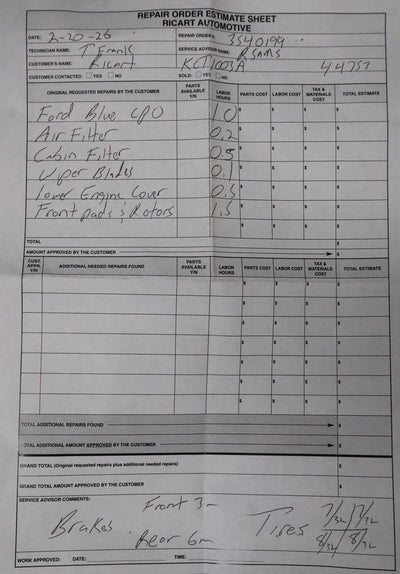 REPAIR ORDER ESTIMATE SHEET
RICART AUTOMOTIVE
DATE: 2-20-26 REPAIR ORDER #: 3540199
TECHNICIAN NAME: T Frants SERVICE ADVISOR NAME: R Sams
CUSTOMER'S NAME: Ricart KCT1003A 44757
CUSTOMER CONTACTED: ☐ YES ☐ NO SOLD: ☐ YES ☐ NO
ORIGINAL REQUESTED REPAIRS BY THE CUSTOMER PARTS AVAILABLE Y/N LABOR HOURS PARTS COST LABOR COST TAX & MATERIALS COST TOTAL ESTIMATE
Ford Blue CPO 1.0 $ $ $ $
Air Filter 0.2 $ $ $ $
Cabin Filter 0.5 $ $ $ $
Wiper Blades 0.1 $ $ $ $
Lower Engine Cover 0.5 $ $ $ $
Front pads & Rotors 1.5 $ $ $ $
TOTAL
AMOUNT APPROVED BY THE CUSTOMER $
CUST. APPR. Y/N ADDITIONAL NEEDED REPAIRS FOUND PARTS AVAILABLE Y/N LABOR HOURS PARTS COST LABOR COST TAX & MATERIALS COST TOTAL ESTIMATE
TOTAL ADDITIONAL REPAIRS FOUND $
TOTAL ADDITIONAL AMOUNT APPROVED BY THE CUSTOMER $
GRAND TOTAL (Original requested repairs plus additional needed repairs) $
GRAND TOTAL AMOUNT APPROVED BY THE CUSTOMER $
SERVICE ADVISOR COMMENTS:
Brakes Front 3m Rear 6m Tires 7/32 7/32 8/32 8/32
WORK APPROVED: DATE: TIME: